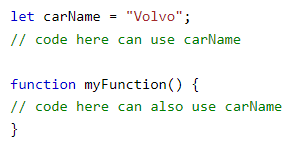 let carName = "Volvo";
// code here can use carName

function myFunction() {
// code here can also use carName
}